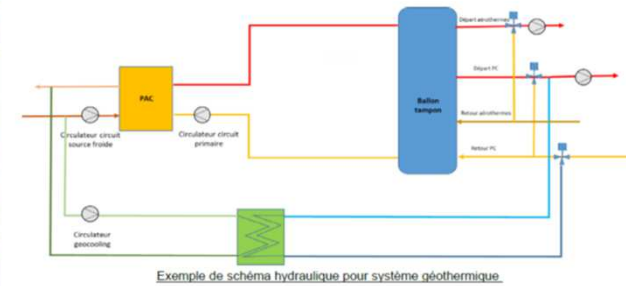 Départ aérothermes
Départ PC
PAC
Ballon
tampon
Retour aérothermes
Circulateur circuit
source froide
Circulateur circuit
primaire
Retour PC
Circulateur
geocooling
Exemple de schéma hydraulique pour système géothermique